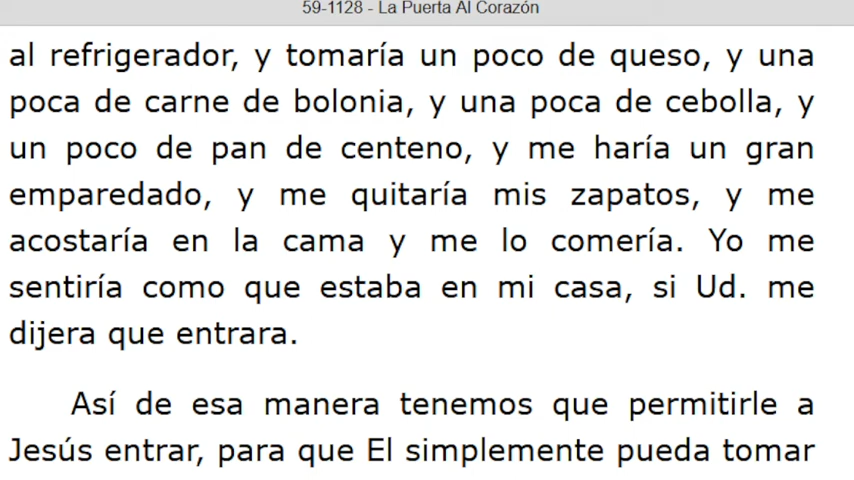 59-1128 - La Puerta Al Corazón
al refrigerador, y tomaría un poco de queso, y una
poca de carne de bolonia, y una poca de cebolla, y
un poco de pan de centeno, y me haría un gran
emparedado, y me quitaría mis zapatos, y me
acostaría en la cama y me lo comería. Yo me
sentiría como que estaba en mi casa, si Ud. me
dijera que entrara.
Así de esa manera tenemos que permitirle a
Jesús entrar, para que El simplemente pueda tomar